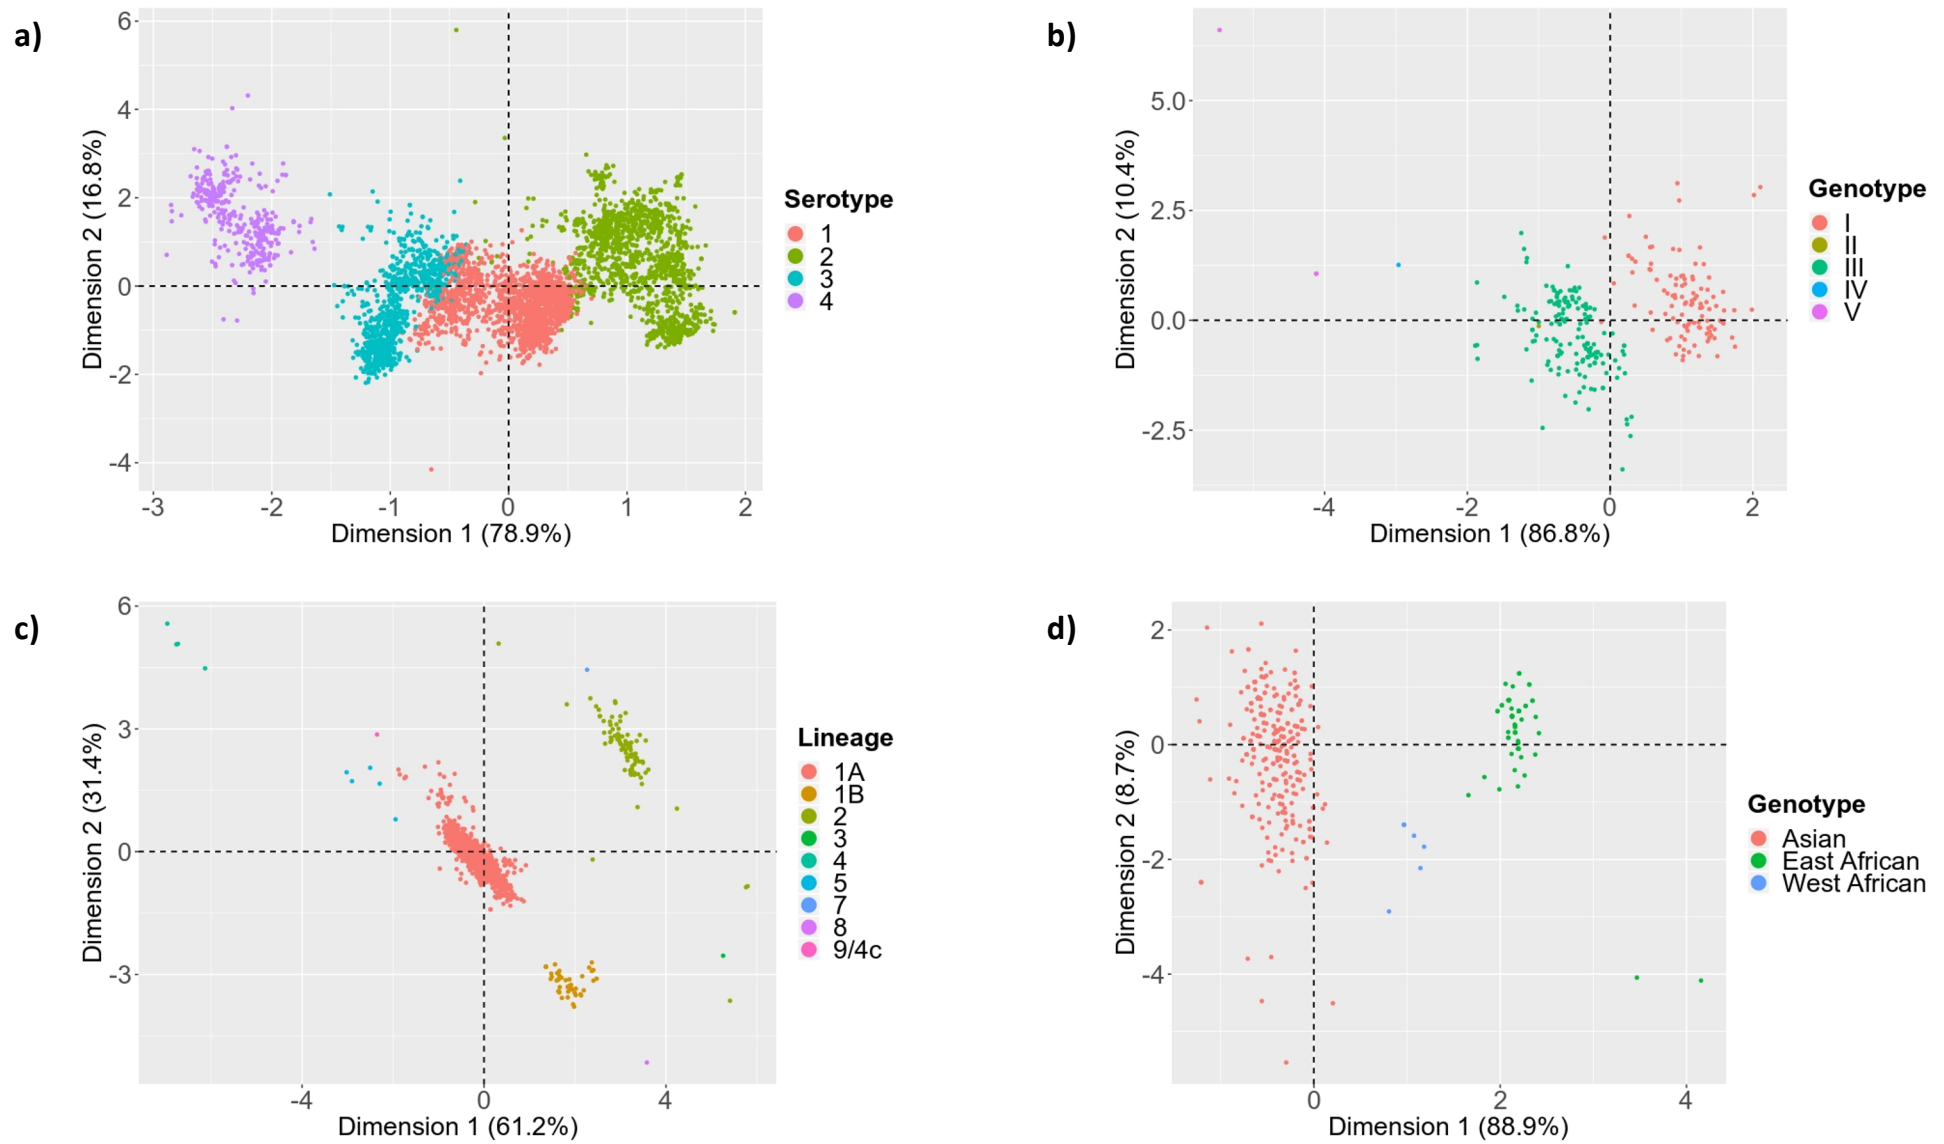 a)
6
4
2
0
-2
-4
-3
-2
-1
0
1
2
Dimension 1 (78.9%)
Dimension 2 (16.8%)
Serotype
1
2
3
4
b)
5.0
2.5
0.0
-2.5
-4
-2
0
2
Dimension 1 (86.8%)
Dimension 2 (10.4%)
Genotype
I
II
III
IV
V
c)
6
3
0
-3
-4
0
4
Dimension 1 (61.2%)
Dimension 2 (31.4%)
Lineage
1A
1B
2
3
4
5
7
8
9/4c
d)
2
0
-2
-4
0
2
4
Dimension 1 (88.9%)
Dimension 2 (8.7%)
Genotype
Asian
East African
West African